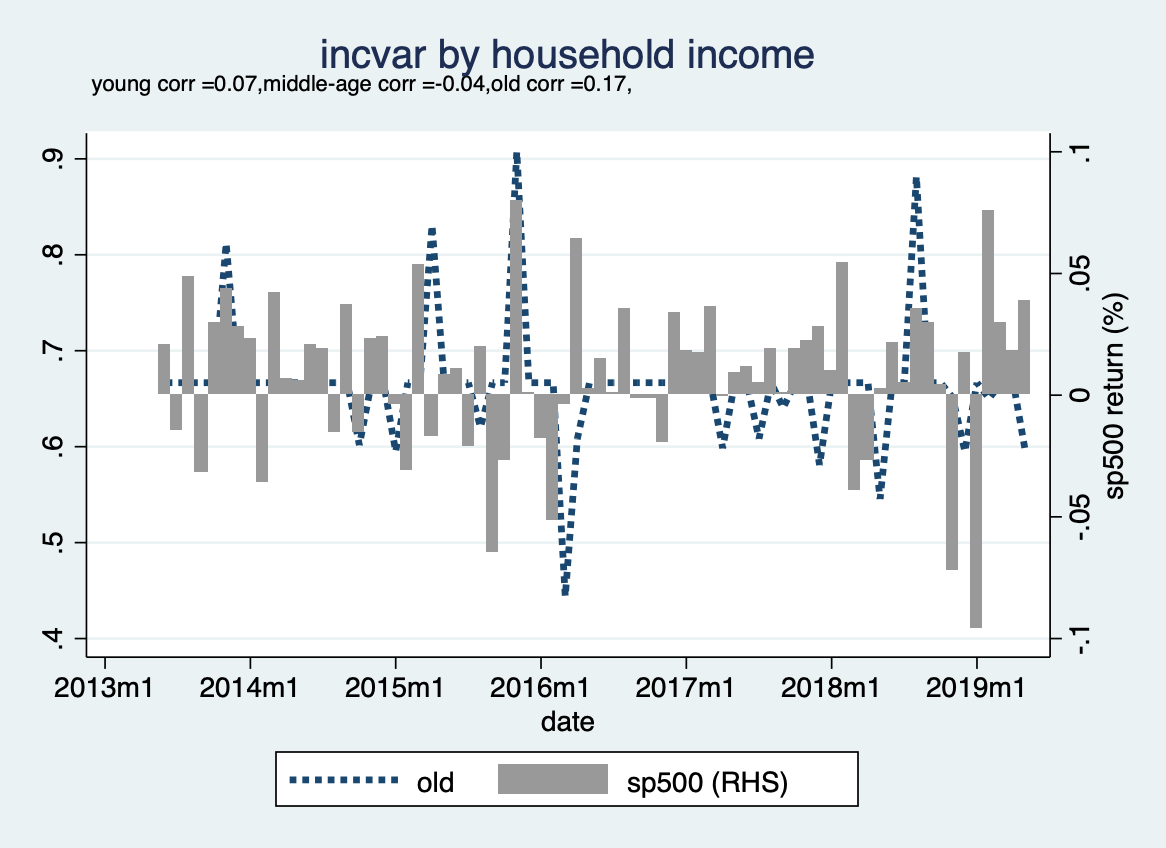 incvar by household income
young corr =0.07,middle-age corr =-0.04,old corr =0.17,
.9
.8
.7
.6
.5
.4
.1
.05
0
-.05
-.1
sp500 return (%)
2013m1 2014m1 2015m1 2016m1 2017m1 2018m1 2019m1
date
old sp500 (RHS)